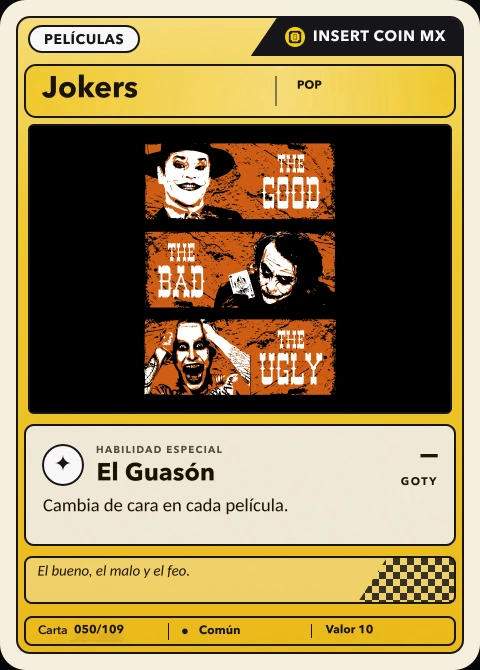 PELÍCULAS
INSERT COIN MX
Jokers
POP
THE
GOOD
THE
BAD
THE
UGLY
HABILIDAD ESPECIAL
El Guasón
–
GOTY
Cambia de cara en cada película.
El bueno, el malo y el feo.
Carta 050/109
• Común
Valor 10